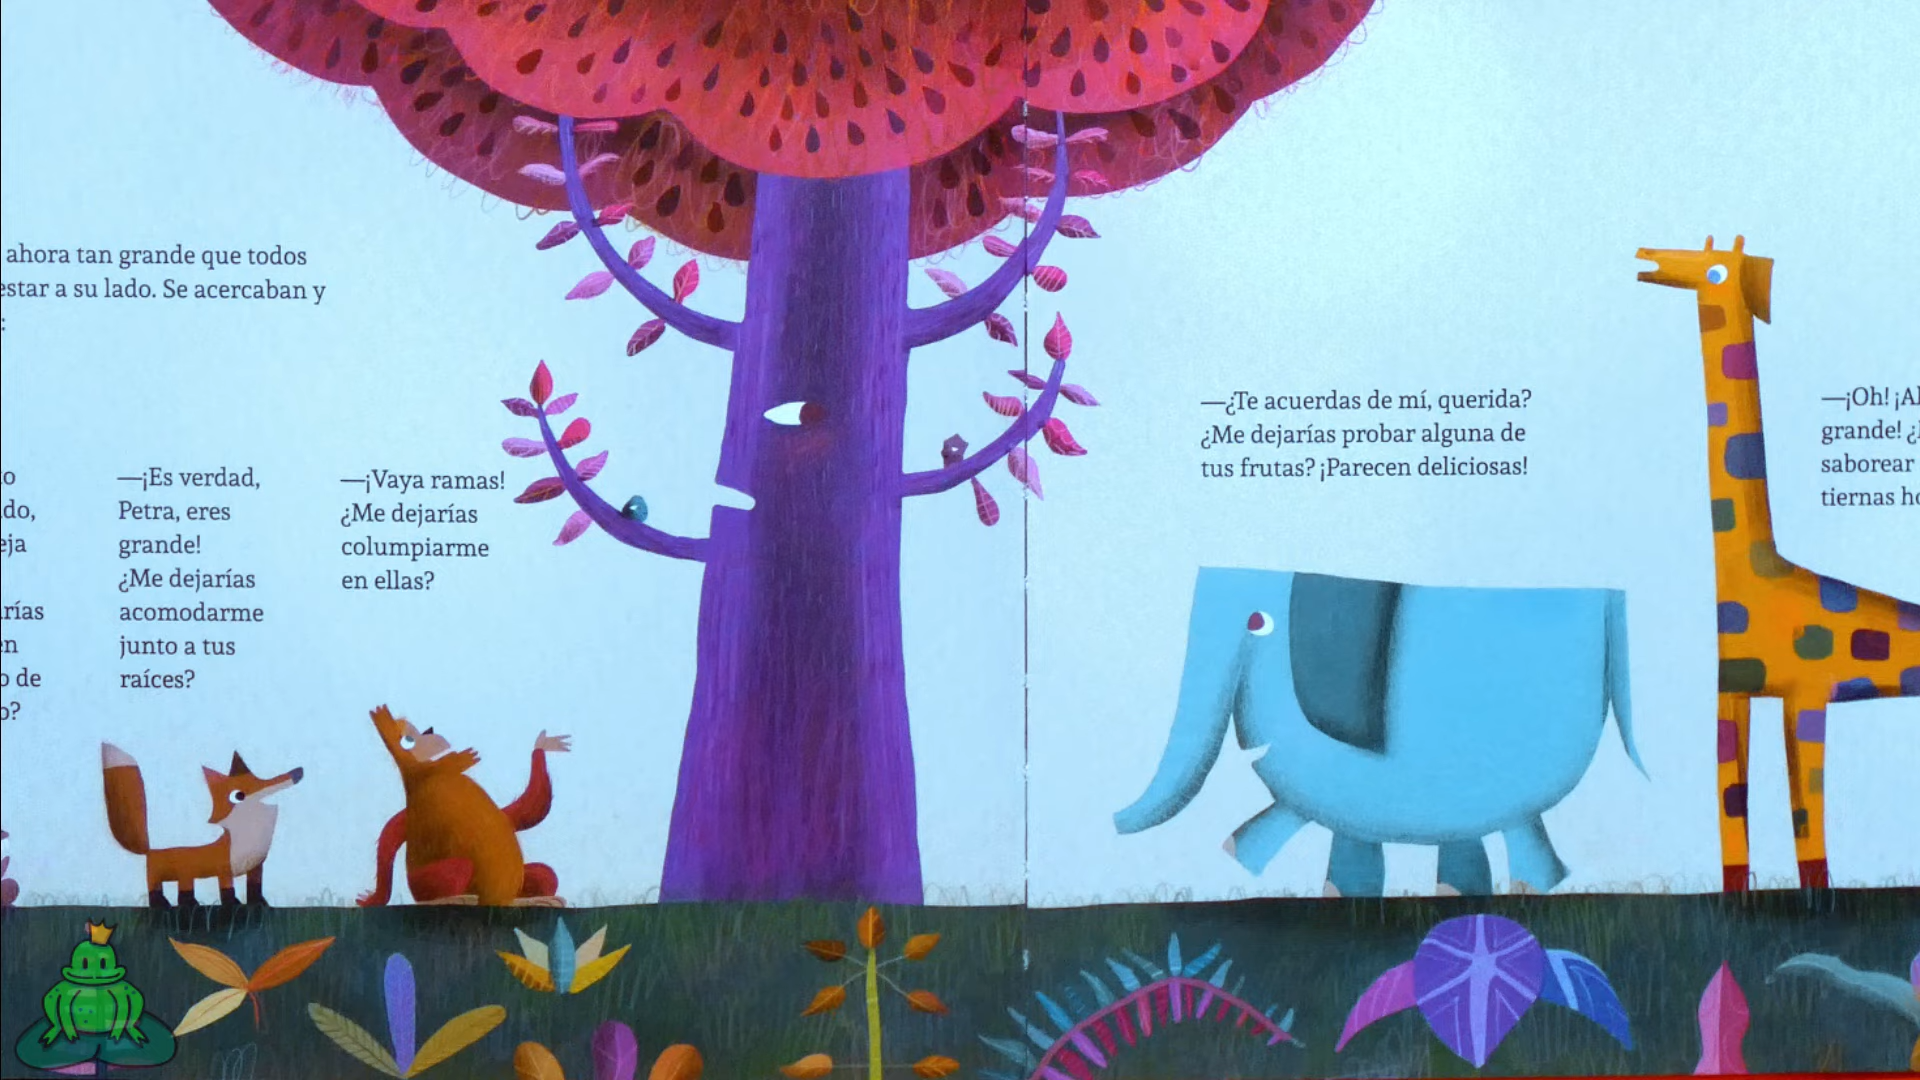 ahora tan grande que todos
estar a su lado. Se acercaban y
:
—¡Es verdad,
Petra, eres
grande!
¿Me dejarías
acomodarme
junto a tus
raíces?
—¡Vaya ramas!
¿Me dejarías
columpiarme
en ellas?
—¿Te acuerdas de mí, querida?
¿Me dejarías probar alguna de
tus frutas? ¡Parecen deliciosas!
—¡Oh!
grande!
saborear
tiernas